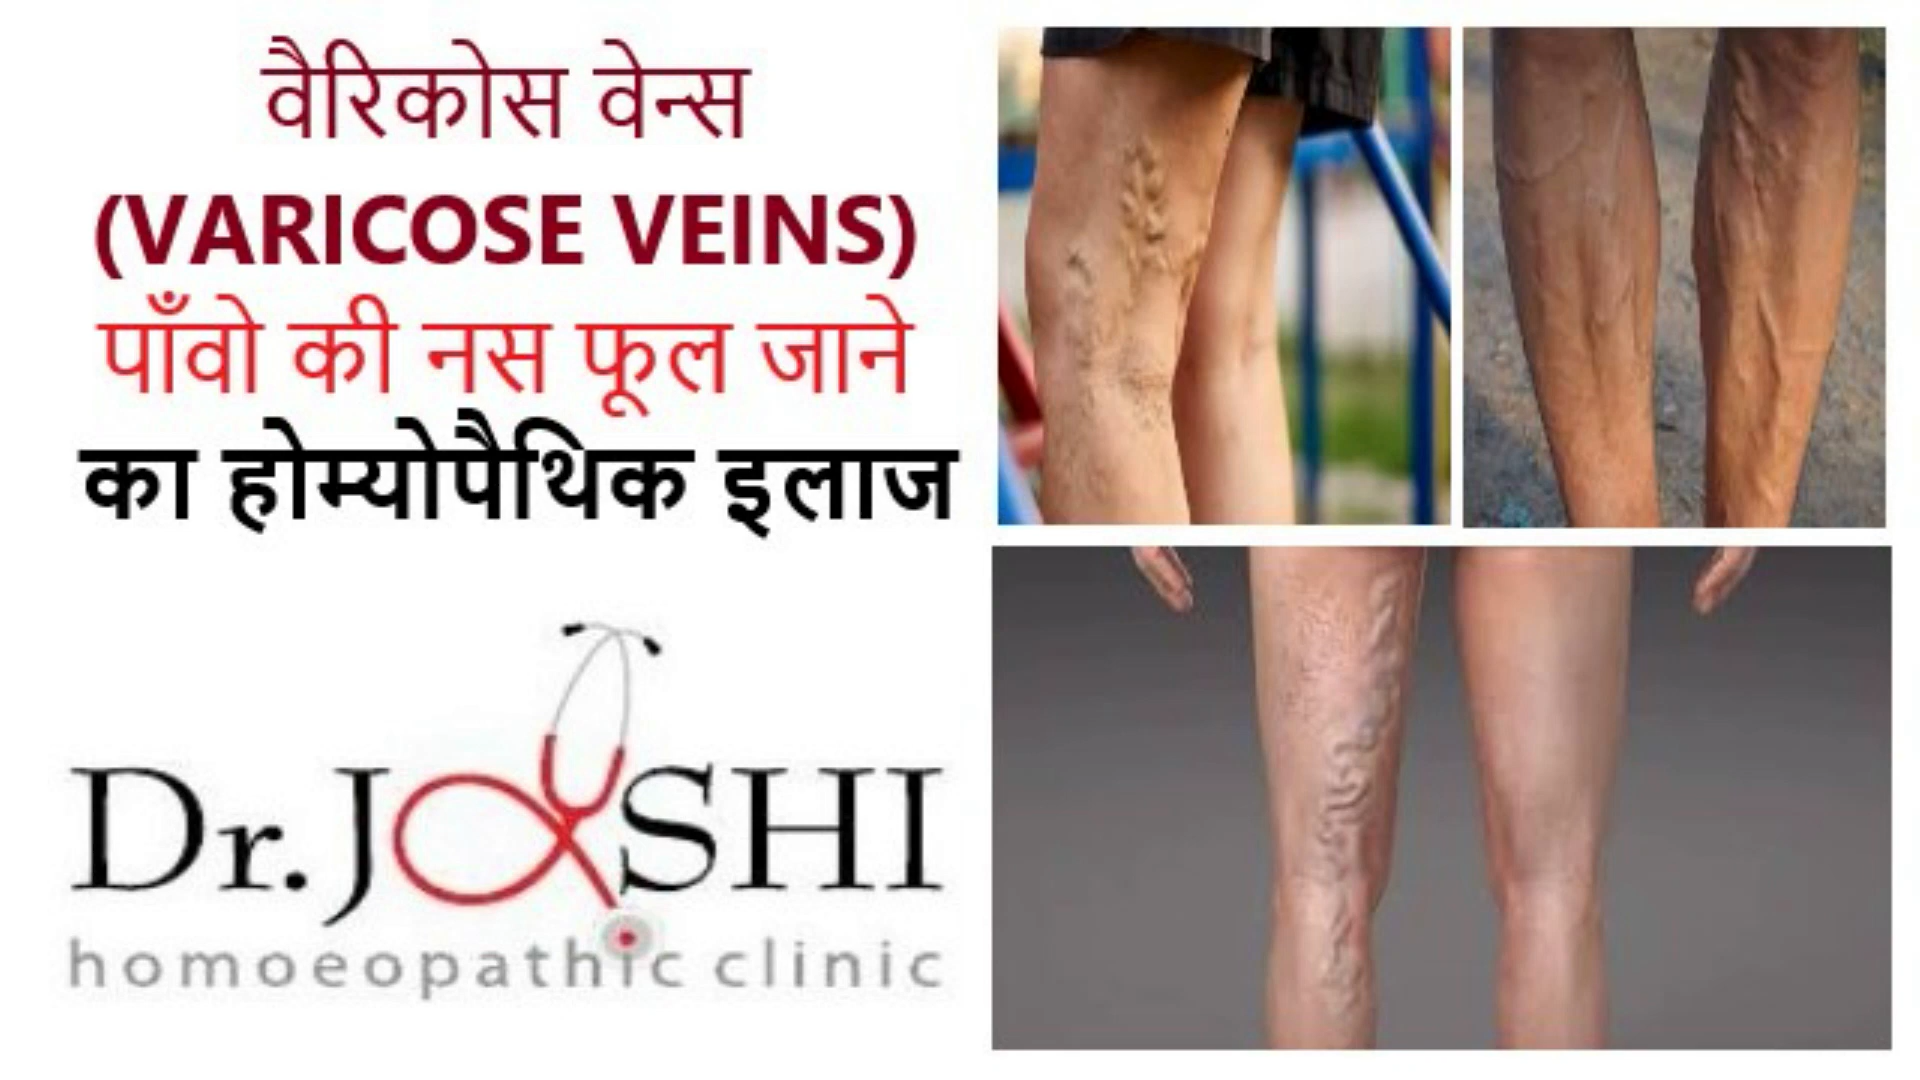 वैरिकोस वेन्स
(VARICOSE VEINS)
पाँवो की नस फूल जाने
का होम्योपैथिक इलाज
Dr. JOSHI
homoeopathic clinic